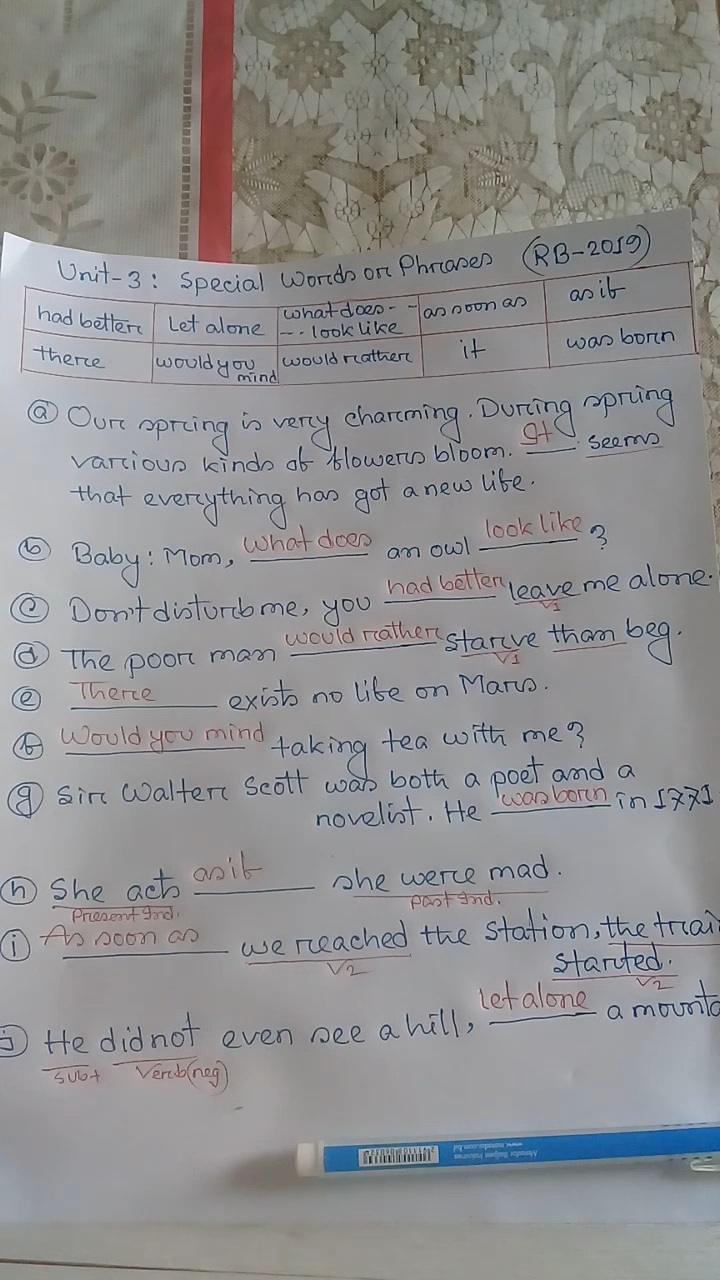 Unit-3: Special Words or Phrases (RB-2019)
had better Let alone what does-- as soon as as if
--. look like
there would you mind would rather it was born
ⓐ Our spring is very charming. During spring
various kinds of flowers bloom. It seems
that everything has got a new life.
ⓑ Baby: Mom, what does an owl look like ?
ⓒ Don't disturb me, you had better leave me alone.
V1
ⓓ The poor man would rather starve than beg.
V1
ⓔ There exists no life on Mars.
ⓕ Would you mind taking tea with me?
ⓖ Sir Walter Scott was both a poet and a
novelist. He was born in 1771
ⓗ She acts as if she were mad.
Present Ind. Past Ind.
ⓘ As soon as we reached the station, the trai
V2
started.
V2
ⓙ He did not even see a hill, let alone a mounta
Sub+ Verb(neg)